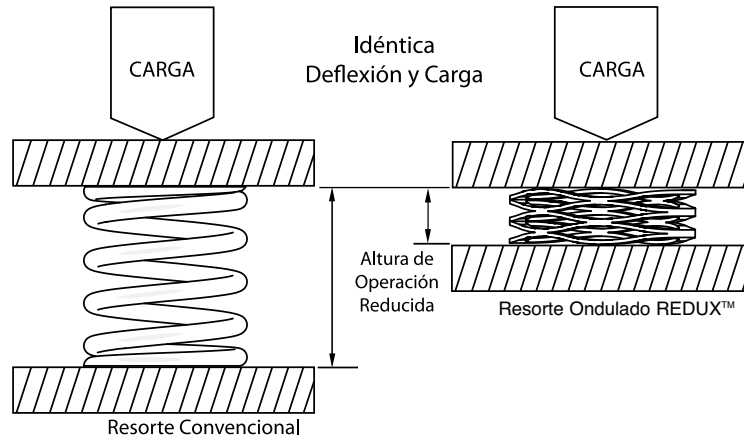 CARGA
Idéntica
Deflexión y Carga
CARGA
Altura de
Operación
Reducida
Resorte Ondulado REDUX™
Resorte Convencional